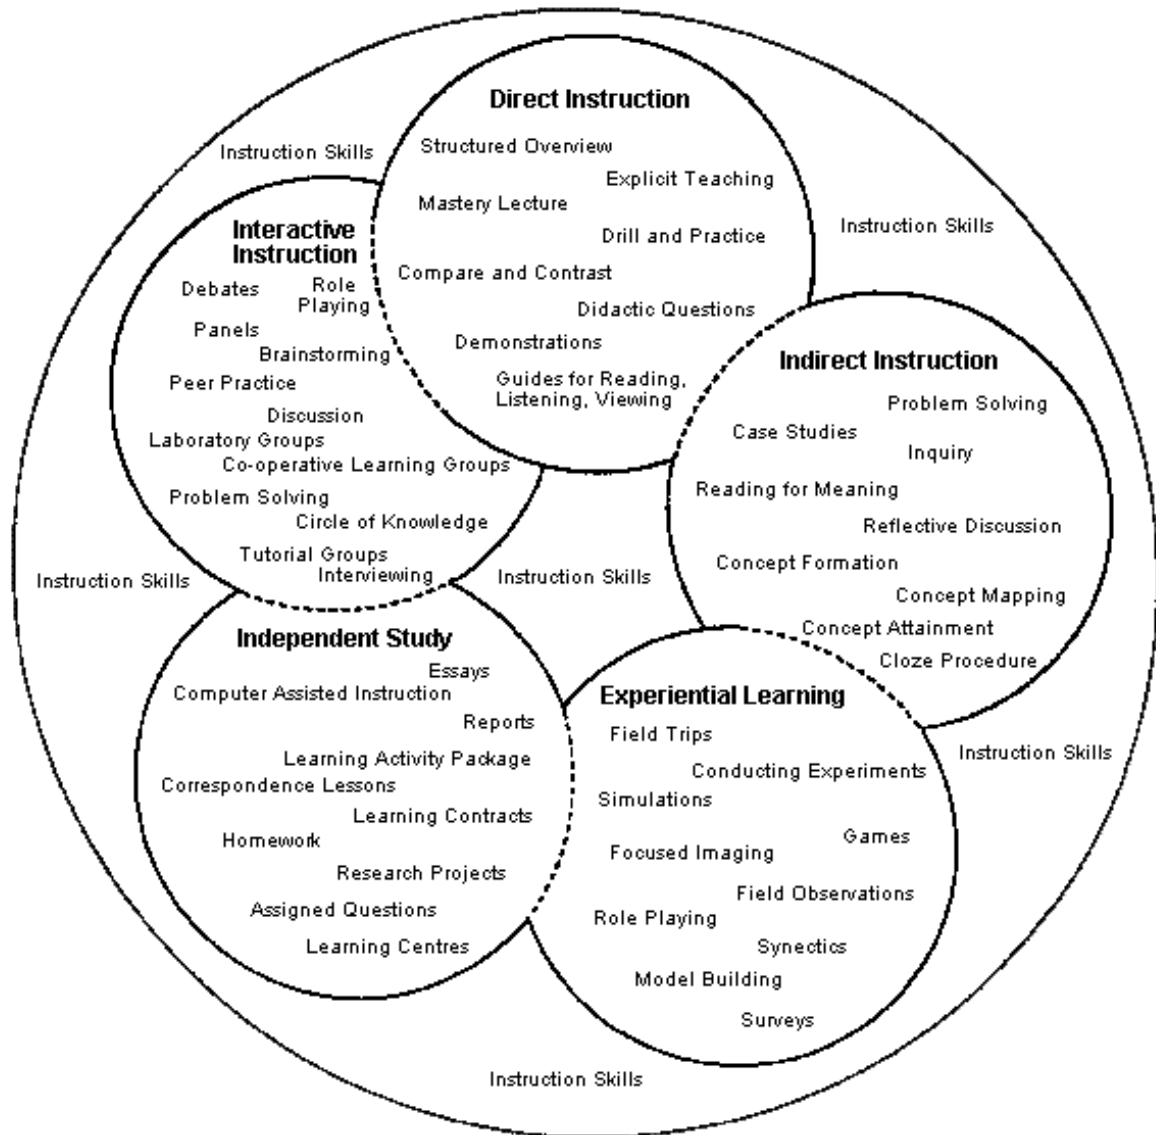 Direct Instruction
Structured Overview
Explicit Teaching
Mastery Lecture
Drill and Practice
Compare and Contrast
Didactic Questions
Demonstrations
Guides for Reading,
Listening, Viewing
Instruction Skills
Instruction Skills
Interactive
Instruction
Debates
Role
Playing
Panels
Brainstorming
Peer Practice
Discussion
Laboratory Groups
Co-operative Learning Groups
Problem Solving
Circle of Knowledge
Tutorial Groups
Interviewing
Indirect Instruction
Problem Solving
Case Studies
Inquiry
Reading for Meaning
Reflective Discussion
Concept Formation
Concept Mapping
Concept Attainment
Cloze Procedure
Instruction Skills
Instruction Skills
Independent Study
Essays
Computer Assisted Instruction
Reports
Learning Activity Package
Correspondence Lessons
Learning Contracts
Homework
Research Projects
Assigned Questions
Learning Centres
Experiential Learning
Field Trips
Conducting Experiments
Simulations
Games
Focused Imaging
Field Observations
Role Playing
Synectics
Model Building
Surveys
Instruction Skills
Instruction Skills